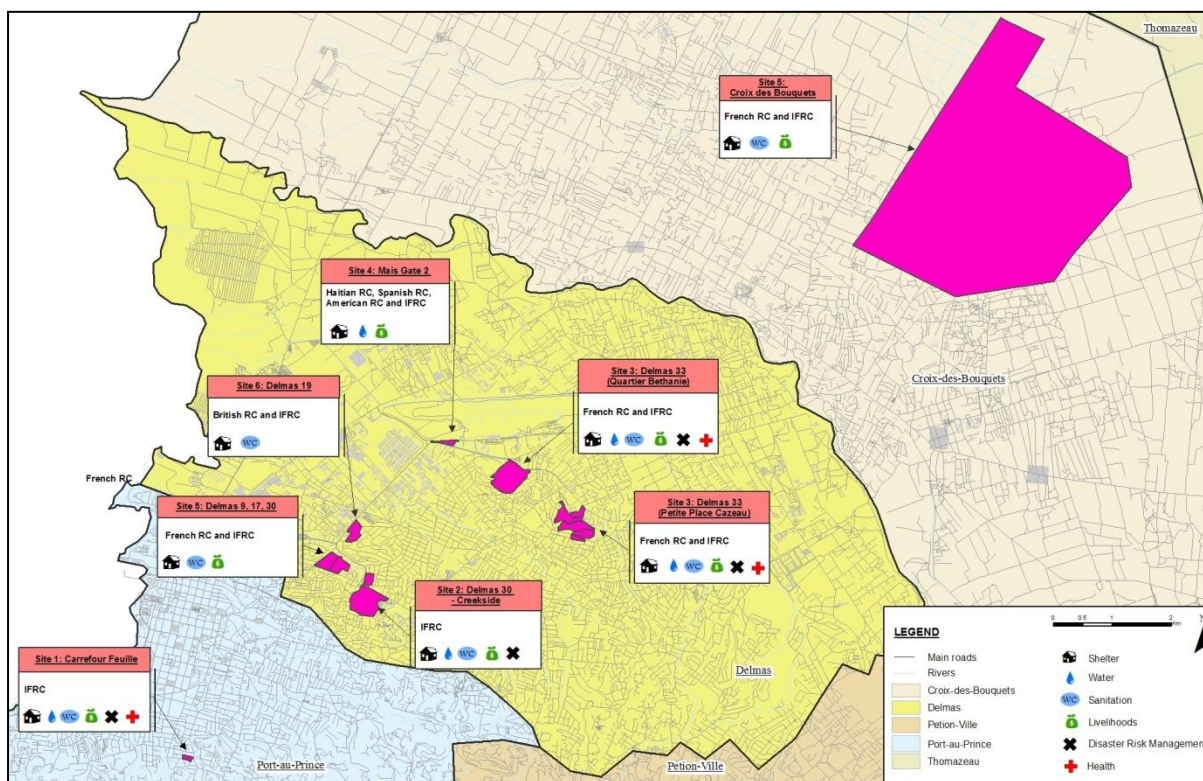 Thomazeau
Site 5:
Croix des Bouquets
French RC and IFRC
WC
Site 4: Mais Gate 2
Haitian RC, Spanish RC,
American RC and IFRC
Site 3: Delmas 33
(Quartier Bethanie)
French RC and IFRC
WC
Croix-des-Bouquets
Site 6: Delmas 19
British RC and IFRC
WC
French RC
Site 5: Delmas 9, 17, 30
French RC and IFRC
WC
Site 3: Delmas 33
(Petite Place Cazeau)
French RC and IFRC
WC
Site 2: Delmas 30
- Creekside
IFRC
WC
Site 1: Carrefour Feuille
IFRC
WC
Delmas
Port-au-Prince
Petion-Ville
LEGEND
Main roads
Rivers
Croix-des-Bouquets
Delmas
Petion-Ville
Port-au-Prince
Thomazeau
0 0.5 1 2
Km
Shelter
Water
WC Sanitation
Livelihoods
Disaster Risk Management
Health